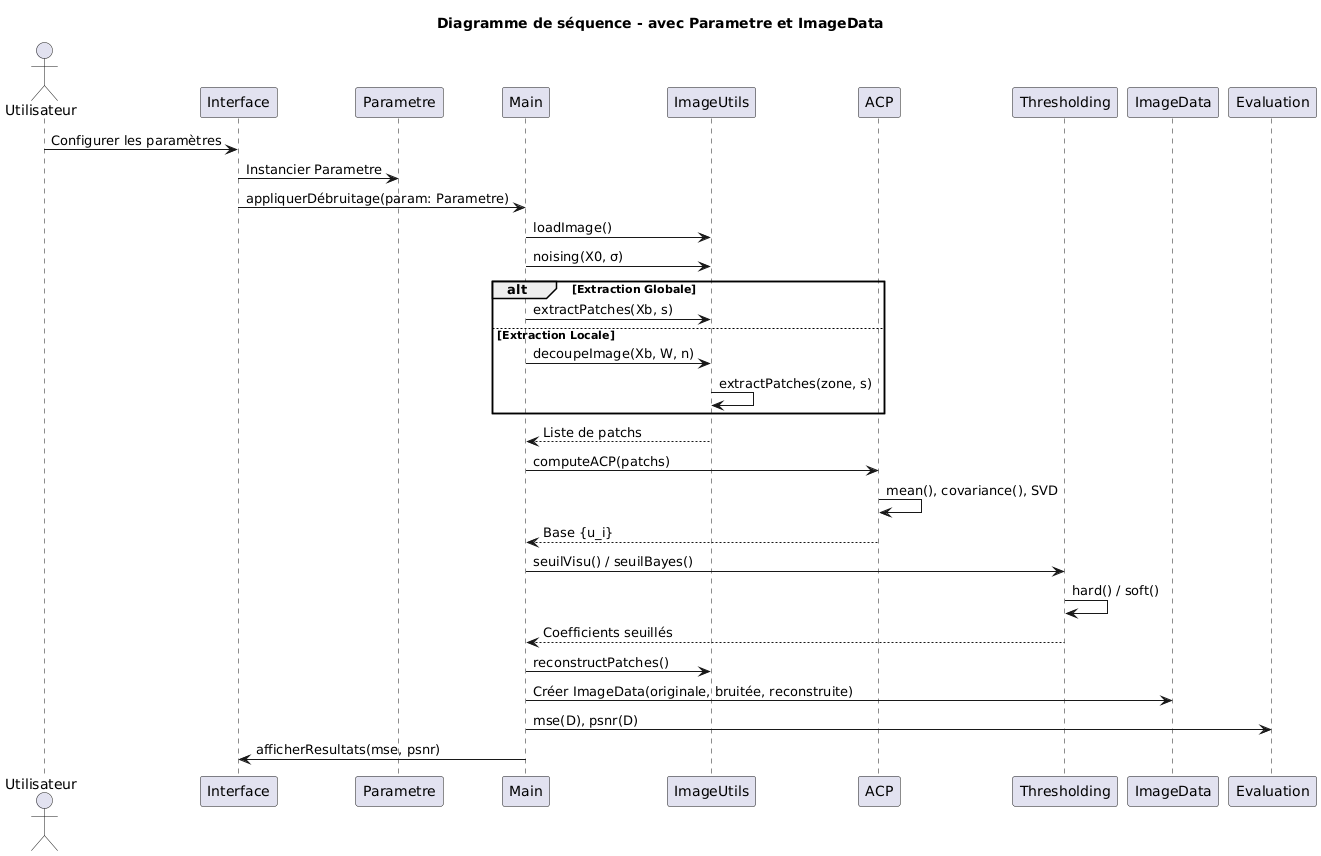 Diagramme de séquence - avec Parametre et ImageData
Utilisateur
Interface
Parametre
Main
ImageUtils
ACP
Thresholding
ImageData
Evaluation
Configurer les paramètres
Instancier Parametre
appliquerDébruitage(param: Parametre)
loadImage()
noising(X0, σ)
alt
[Extraction Globale]
extractPatches(Xb, s)
[Extraction Locale]
decoupeImage(Xb, W, n)
extractPatches(zone, s)
Liste de patchs
computeACP(patchs)
mean(), covariance(), SVD
Base {u_i}
seuilVisu() / seuilBayes()
hard() / soft()
Coefficients seuillés
reconstructPatches()
Créer ImageData(originale, bruitée, reconstruite)
mse(D), psnr(D)
afficherResultats(mse, psnr)
Utilisateur
Interface
Parametre
Main
ImageUtils
ACP
Thresholding
ImageData
Evaluation